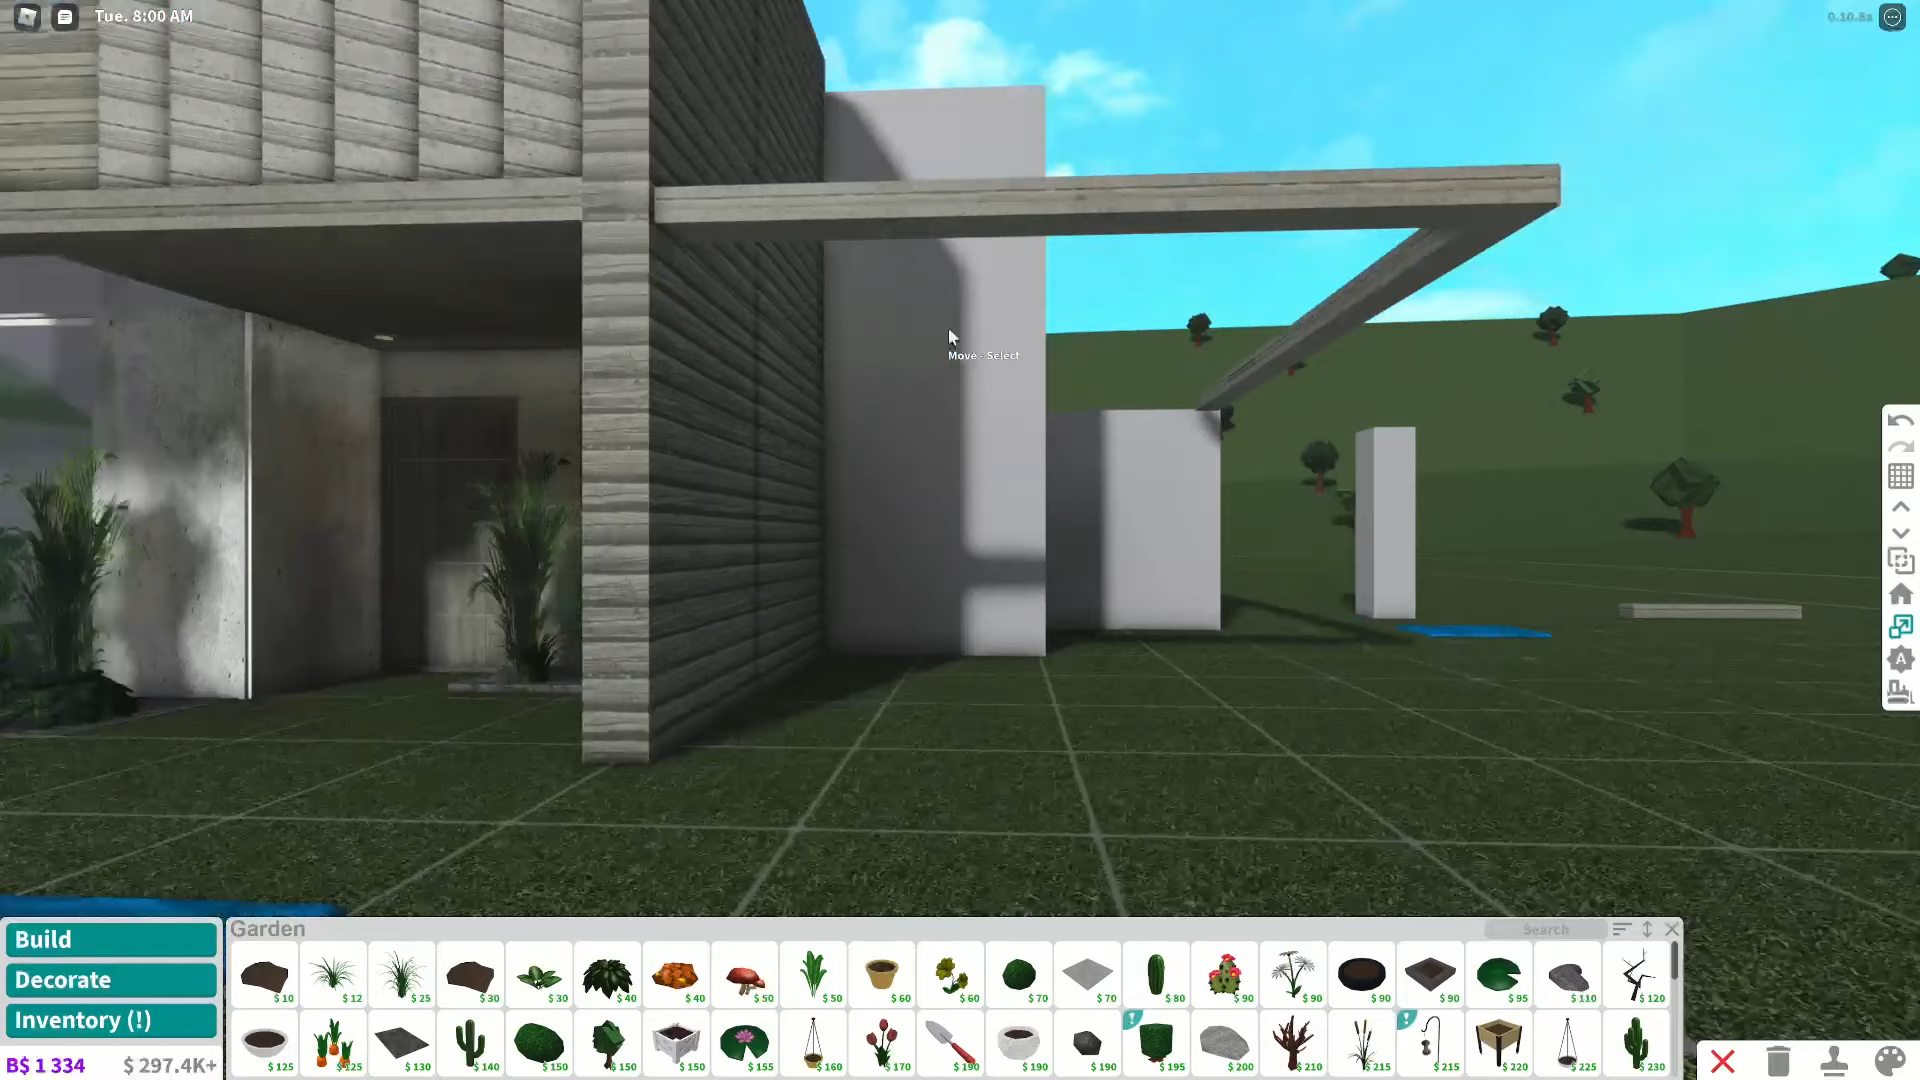 Tue. 8:00 AM
0.10.8a
Move - Select
A
Build
Decorate
Inventory (!)
B$ 1 334 $ 297.4K+
Garden
Search
$ 10 $ 12 $ 25 $ 30 $ 30 $ 40 $ 40 $ 50 $ 50 $ 60 $ 60 $ 70 $ 70 $ 80 $ 90 $ 90 $ 90 $ 90 $ 95 $ 110 $ 120
$ 125 $ 125 $ 130 $ 140 $ 150 $ 150 $ 150 $ 155 $ 160 $ 170 $ 190 $ 190 $ 190 $ 195 $ 200 $ 210 $ 215 $ 215 $ 220 $ 225 $ 230